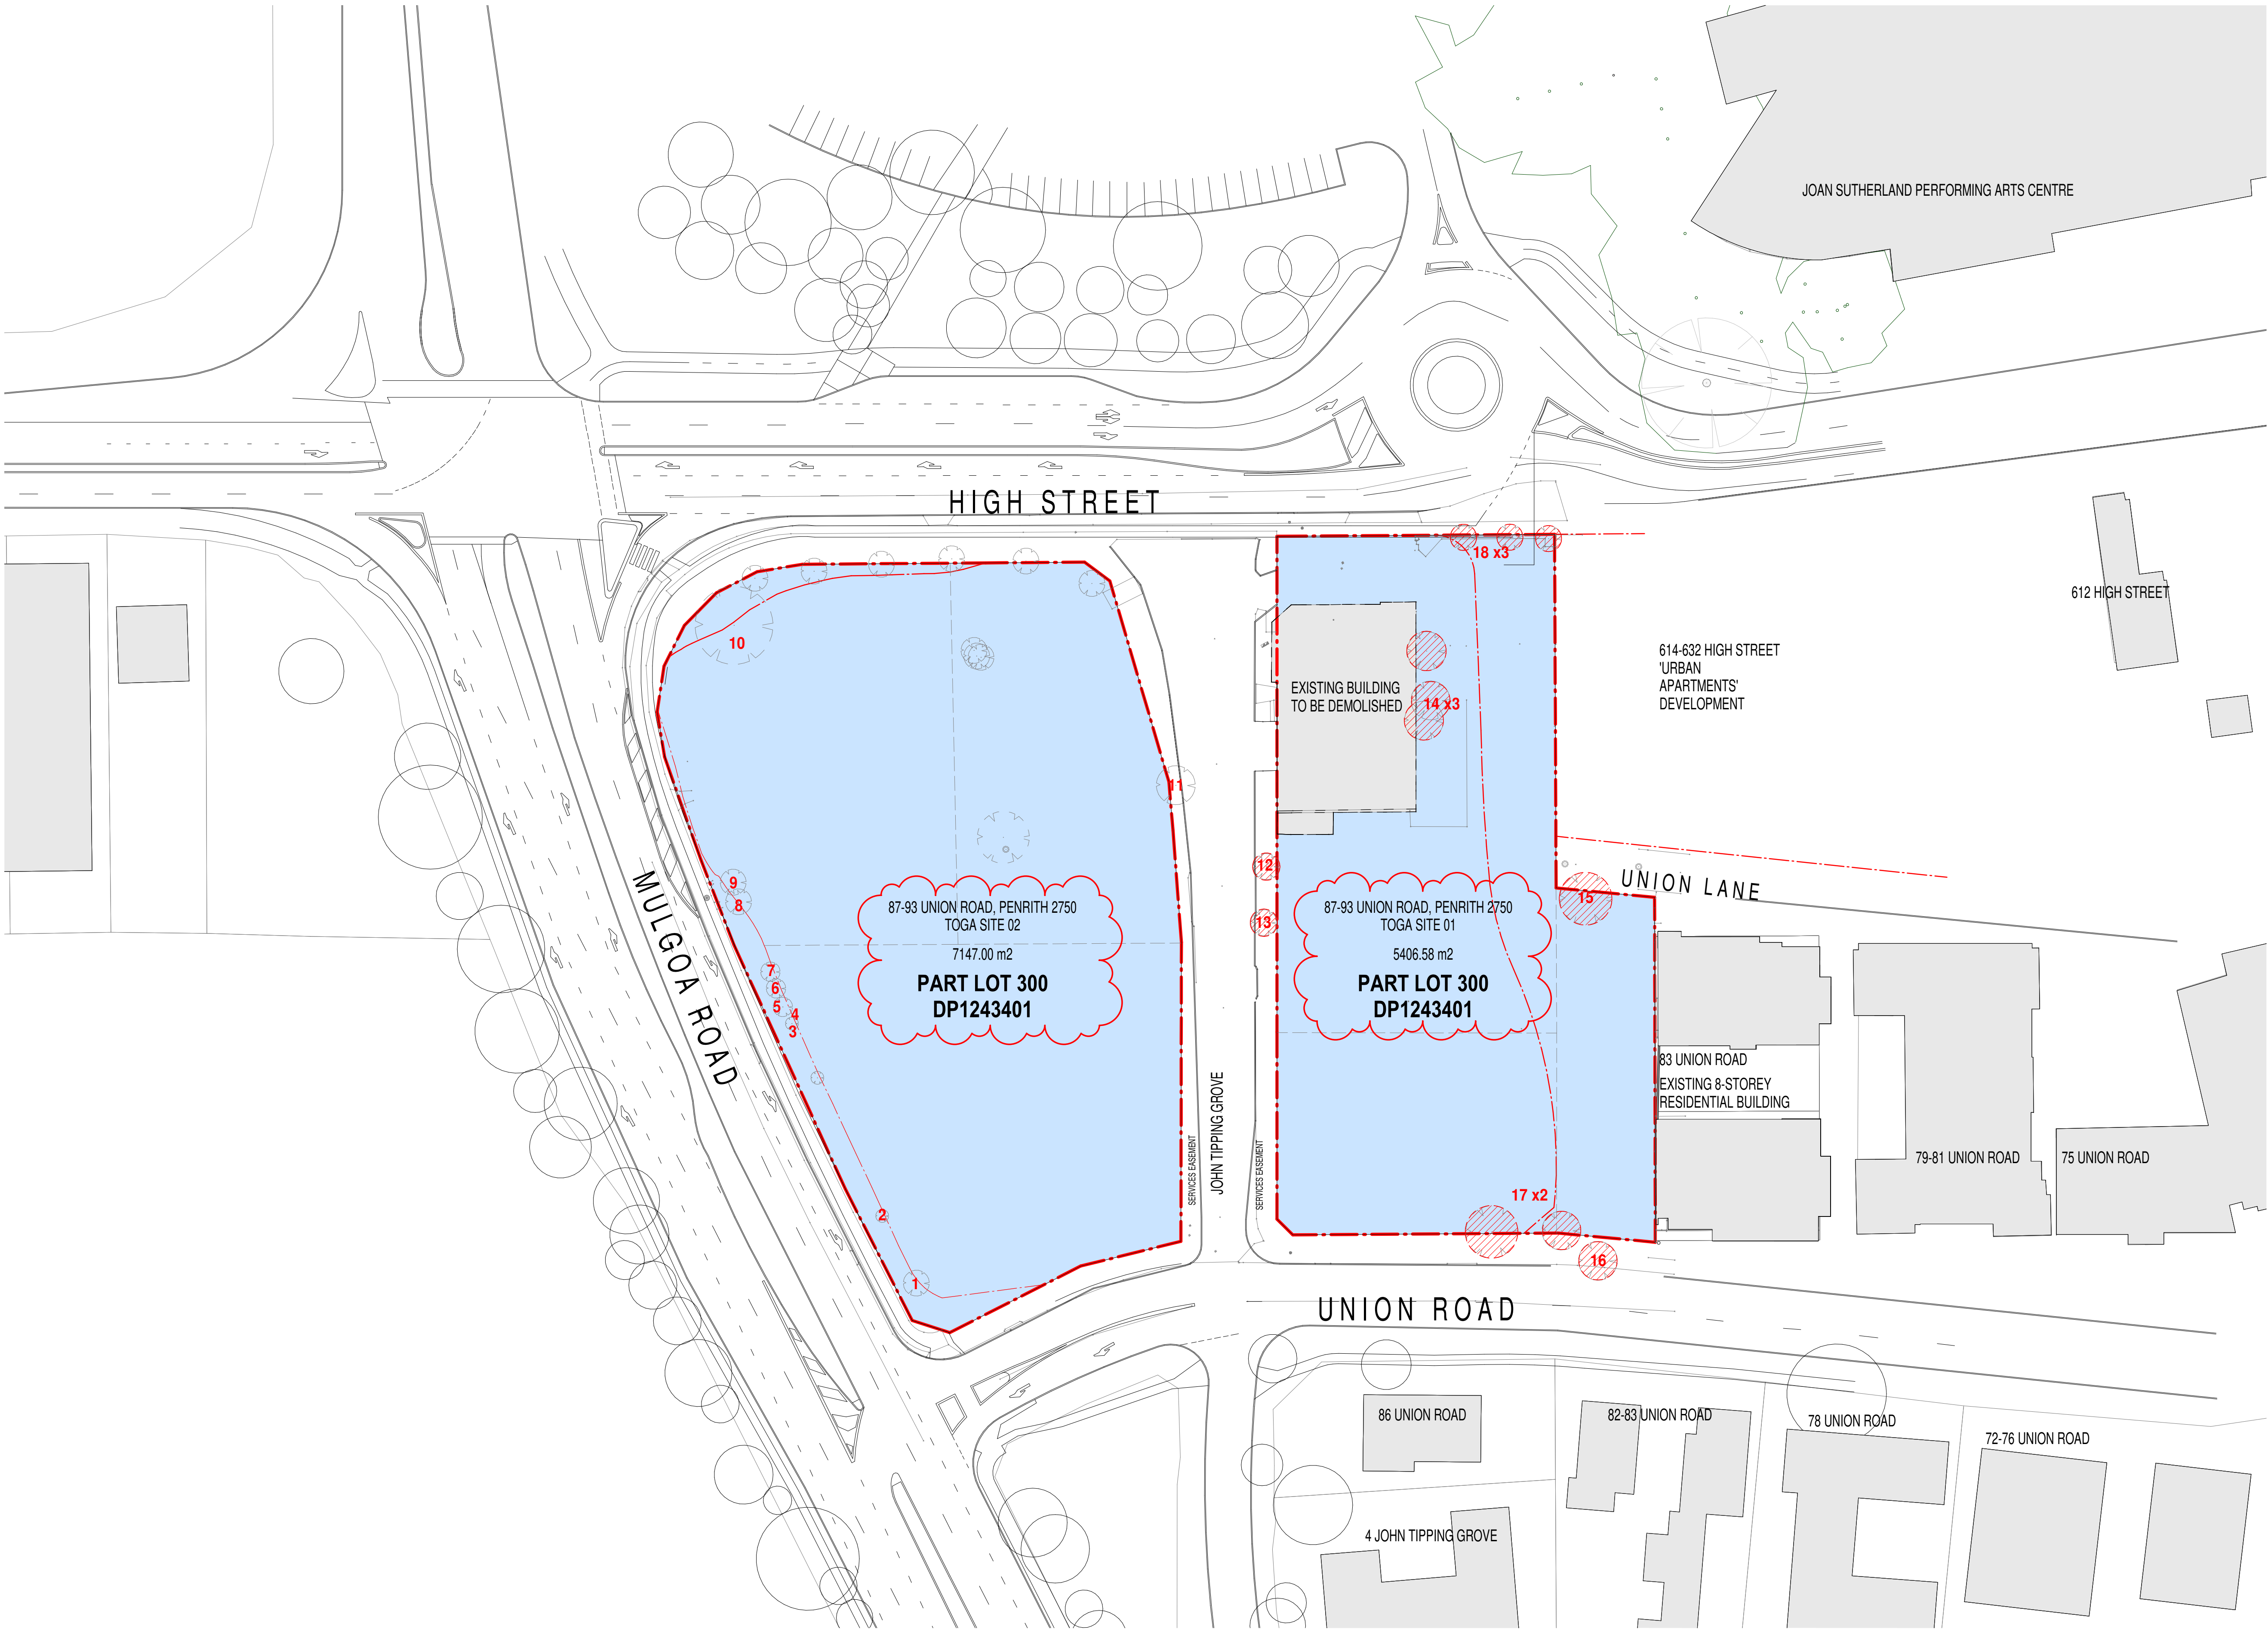 JOAN SUTHERLAND PERFORMING ARTS CENTRE
HIGH STREET
18 x3
612 HIGH STREET
10
614-632 HIGH STREET
'URBAN
APARTMENTS'
DEVELOPMENT
EXISTING BUILDING
TO BE DEMOLISHED
14 x3
11
12
13
9
8
7
6
5
4
3
2
1
MULGOA ROAD
87-93 UNION ROAD, PENRITH 2750
TOGA SITE 02
7147.00 m2
PART LOT 300
DP1243401
87-93 UNION ROAD, PENRITH 2750
TOGA SITE 01
5406.58 m2
PART LOT 300
DP1243401
15
UNION LANE
83 UNION ROAD
EXISTING 8-STOREY
RESIDENTIAL BUILDING
79-81 UNION ROAD
75 UNION ROAD
SERVICES EASEMENT
JOHN TIPPING GROVE
SERVICES EASEMENT
17 x2
16
UNION ROAD
86 UNION ROAD
82-83 UNION ROAD
78 UNION ROAD
72-76 UNION ROAD
4 JOHN TIPPING GROVE